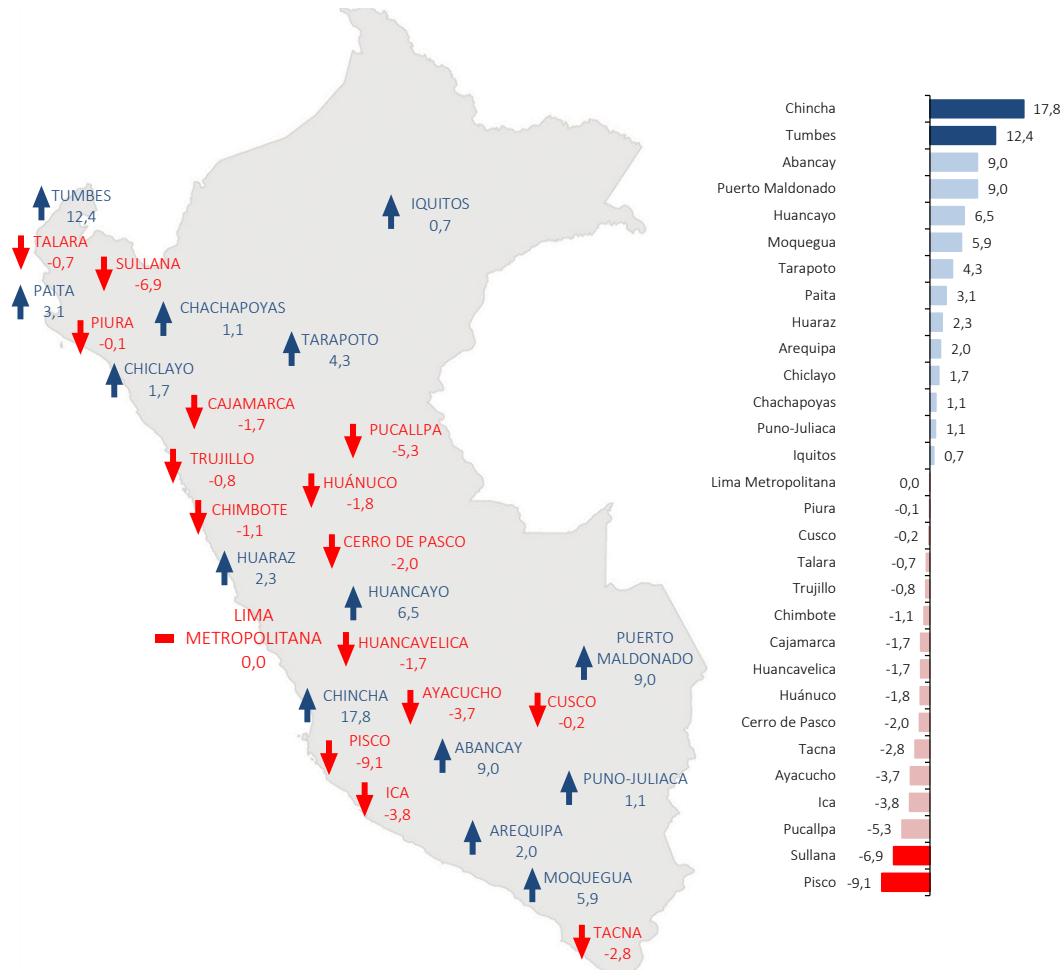 TUMBES
12,4
IQUITOS
0,7
TALARA
-0,7
SULLANA
-6,9
PAITA
3,1
CHACHAPOYAS
1,1
PIURA
-0,1
TARAPOTO
4,3
CHICLAYO
1,7
CAJAMARCA
-1,7
PUCALLPA
-5,3
TRUJILLO
-0,8
HUÁNUCO
-1,8
CHIMBOTE
-1,1
CERRO DE PASCO
-2,0
HUARAZ
2,3
HUANCAYO
6,5
LIMA
METROPOLITANA
0,0
HUANCAVELICA
-1,7
PUERTO
MALDONADO
9,0
CHINCHA
17,8
AYACUCHO
-3,7
CUSCO
-0,2
PISCO
-9,1
ABANCAY
9,0
PUNO-JULIACA
1,1
ICA
-3,8
AREQUIPA
2,0
MOQUEGUA
5,9
TACNA
-2,8
Chincha 17,8
Tumbes 12,4
Abancay 9,0
Puerto Maldonado 9,0
Huancayo 6,5
Moquegua 5,9
Tarapoto 4,3
Paita 3,1
Huaraz 2,3
Arequipa 2,0
Chiclayo 1,7
Chachapoyas 1,1
Puno-Juliaca 1,1
Iquitos 0,7
Lima Metropolitana 0,0
Piura -0,1
Cusco -0,2
Talara -0,7
Trujillo -0,8
Chimbote -1,1
Cajamarca -1,7
Huancavelica -1,7
Huánuco -1,8
Cerro de Pasco -2,0
Tacna -2,8
Ayacucho -3,7
Ica -3,8
Pucallpa -5,3
Sullana -6,9
Pisco -9,1